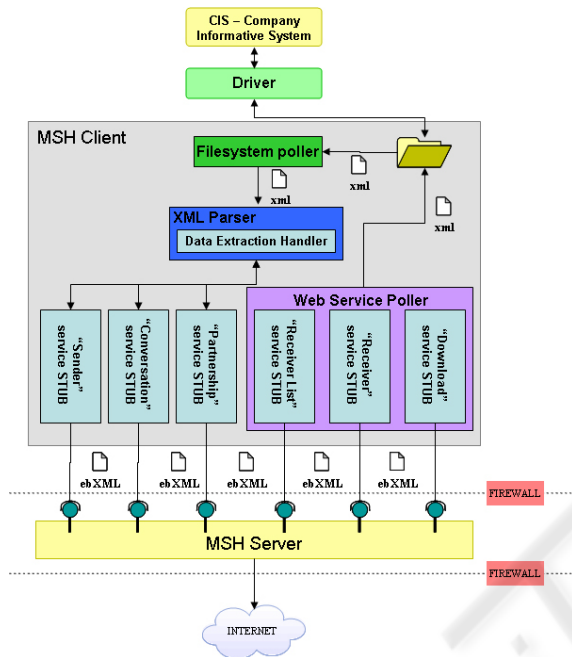 CIS – Company
Informative System
Driver
MSH Client
Filesystem poller
xml
xml
xml
XML Parser
Data Extraction Handler
Web Service Poller
“Sender”
service STUB
“Conversation”
service STUB
“Partnership”
service STUB
“Receiver List”
service STUB
“Receiver”
service STUB
“Download”
service STUB
ebXML
ebXML
ebXML
ebXML
ebXML
FIREWALL
MSH Server
FIREWALL
INTERNET